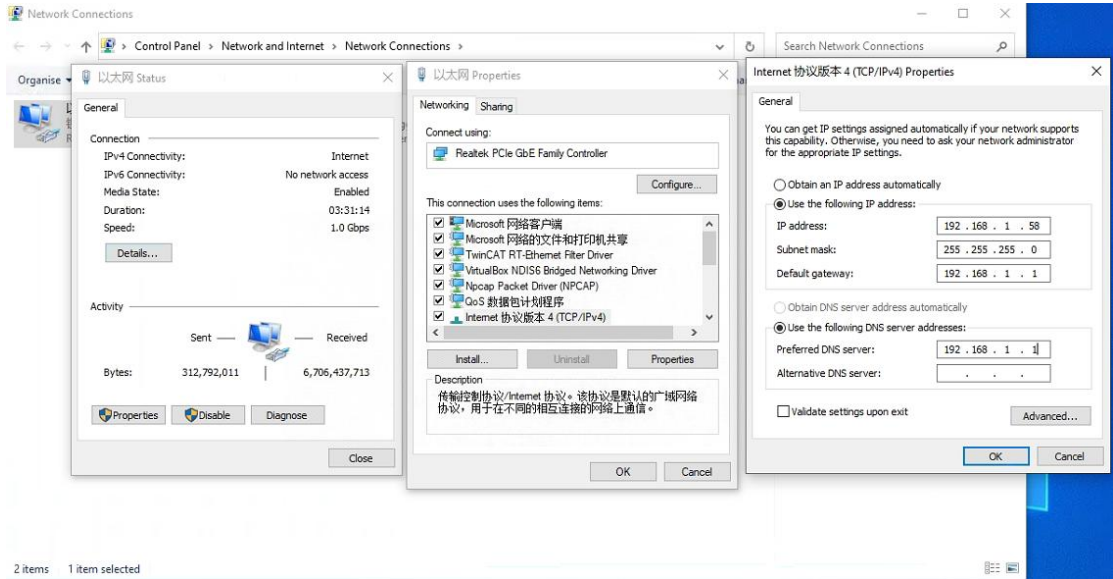 Network Connections
Control Panel > Network and Internet > Network Connections >
Search Network Connections
Organise
以太网 Status
General
Connection
IPv4 Connectivity: Internet
IPv6 Connectivity: No network access
Media State: Enabled
Duration: 03:31:14
Speed: 1.0 Gbps
Details...
Activity
Sent — — Received
Bytes: 312,792,011 | 6,706,437,713
Properties Disable Diagnose
Close
以太网 Properties
Networking Sharing
Connect using:
Realtek PCIe GbE Family Controller
Configure...
This connection uses the following items:
Microsoft 网络客户端
Microsoft 网络的文件和打印机共享
TwinCAT RT-Ethernet Filter Driver
VirtualBox NDIS6 Bridged Networking Driver
Npcap Packet Driver (NPCAP)
QoS 数据包计划程序
Internet 协议版本 4 (TCP/IPv4)
Install... Uninstall Properties
Description
传输控制协议/Internet 协议。该协议是默认的广域网络
协议，用于在不同的相互连接的网络上通信。
OK Cancel
Internet 协议版本 4 (TCP/IPv4) Properties
General
You can get IP settings assigned automatically if your network supports
this capability. Otherwise, you need to ask your network administrator
for the appropriate IP settings.
Obtain an IP address automatically
Use the following IP address:
IP address: 192 . 168 . 1 . 58
Subnet mask: 255 . 255 . 255 . 0
Default gateway: 192 . 168 . 1 . 1
Obtain DNS server address automatically
Use the following DNS server addresses:
Preferred DNS server: 192 . 168 . 1 . 1
Alternative DNS server: . . .
Validate settings upon exit
Advanced...
OK Cancel
2 items 1 item selected